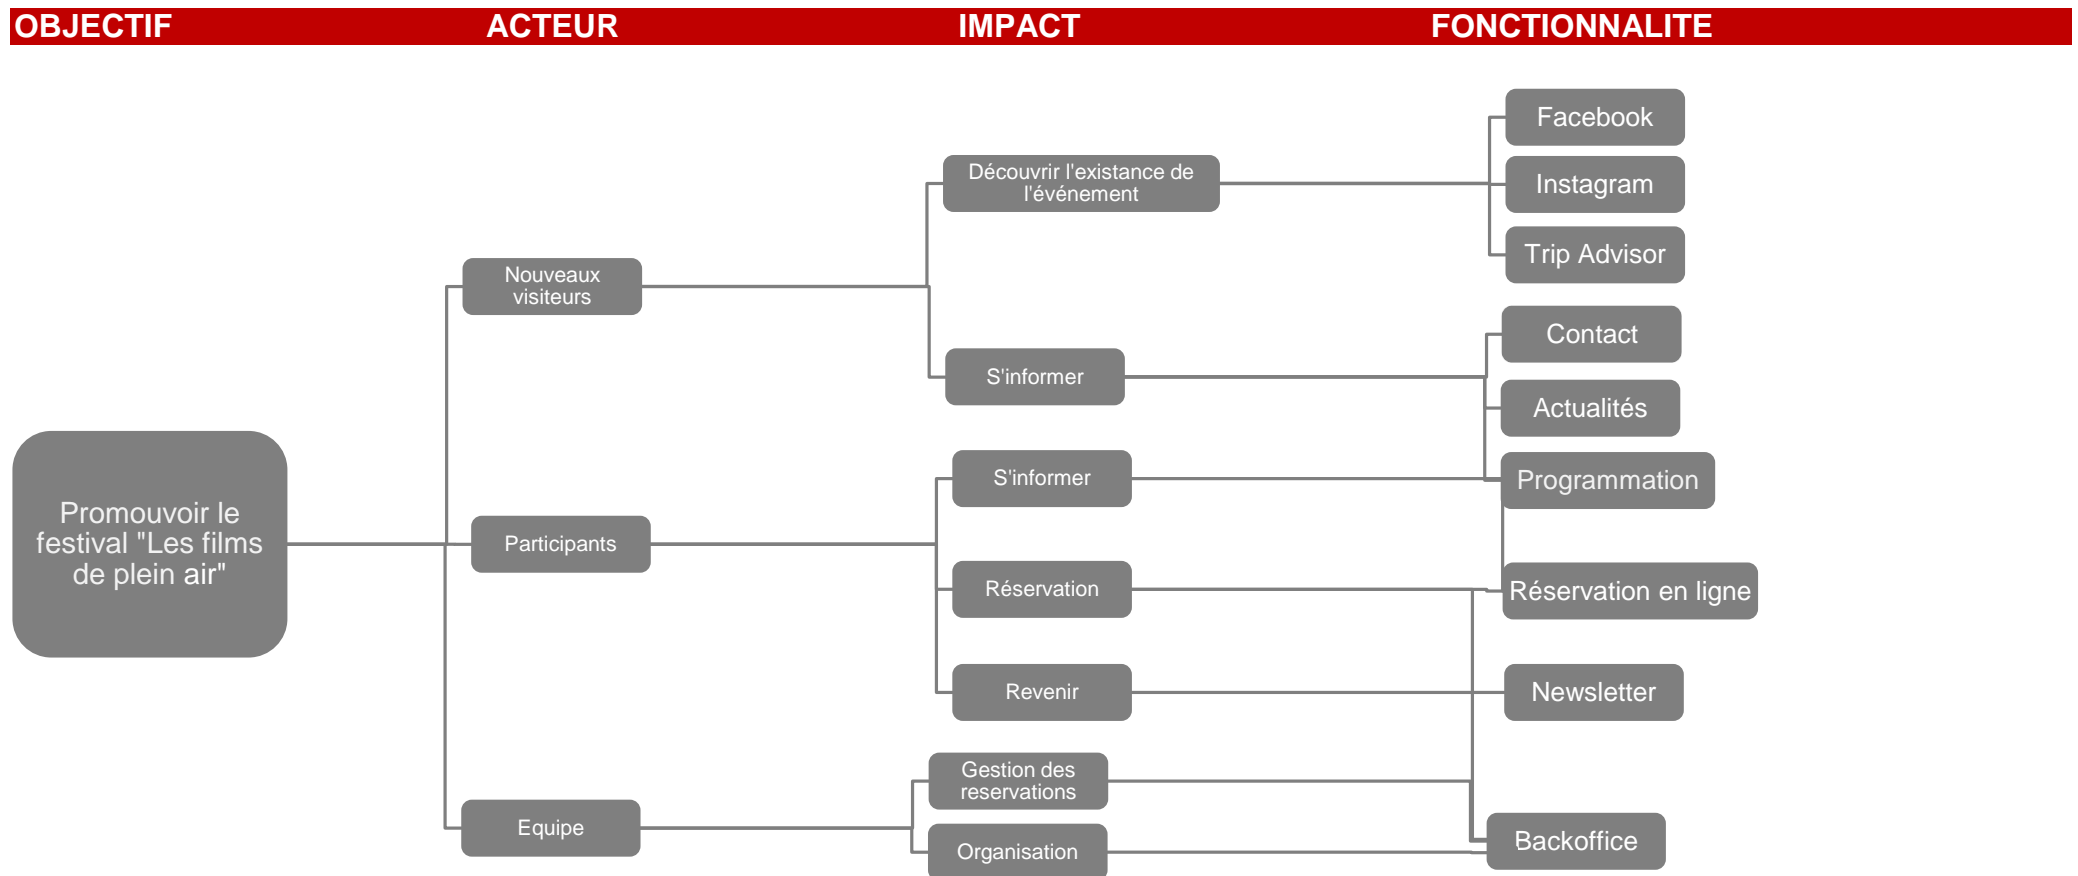 OBJECTIF ACTEUR IMPACT FONCTIONNALITE
Facebook
Découvrir l'existance de
l'événement
Instagram
Trip Advisor
Nouveaux
visiteurs
Contact
S'informer
Actualités
S'informer
Programmation
Promouvoir le
festival "Les films
de plein air"
Participants
Réservation
Réservation en ligne
Revenir
Newsletter
Gestion des
reservations
Equipe
Backoffice
Organisation